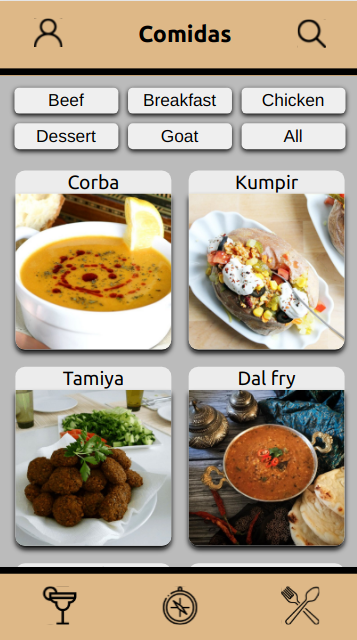 Comidas
Beef Breakfast Chicken
Dessert Goat All
Corba Kumpir
Tamiya Dal fry